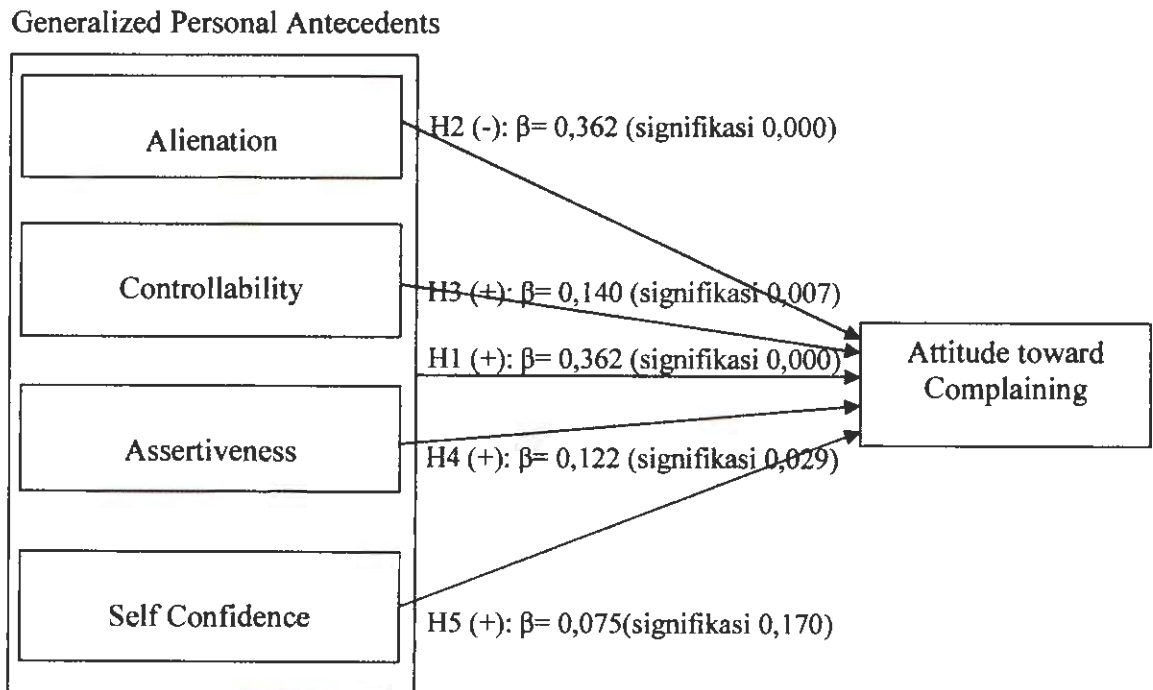 Generalized Personal Antecedents
Alienation
H2 (-): β= 0,362 (signifikasi 0,000)
Controllability
H3 (+): β= 0,140 (signifikasi 0,007)
H1 (+): β= 0,362 (signifikasi 0,000)
Attitude toward
Complaining
Assertiveness
H4 (+): β= 0,122 (signifikasi 0,029)
Self Confidence
H5 (+): β= 0,075(signifikasi 0,170)